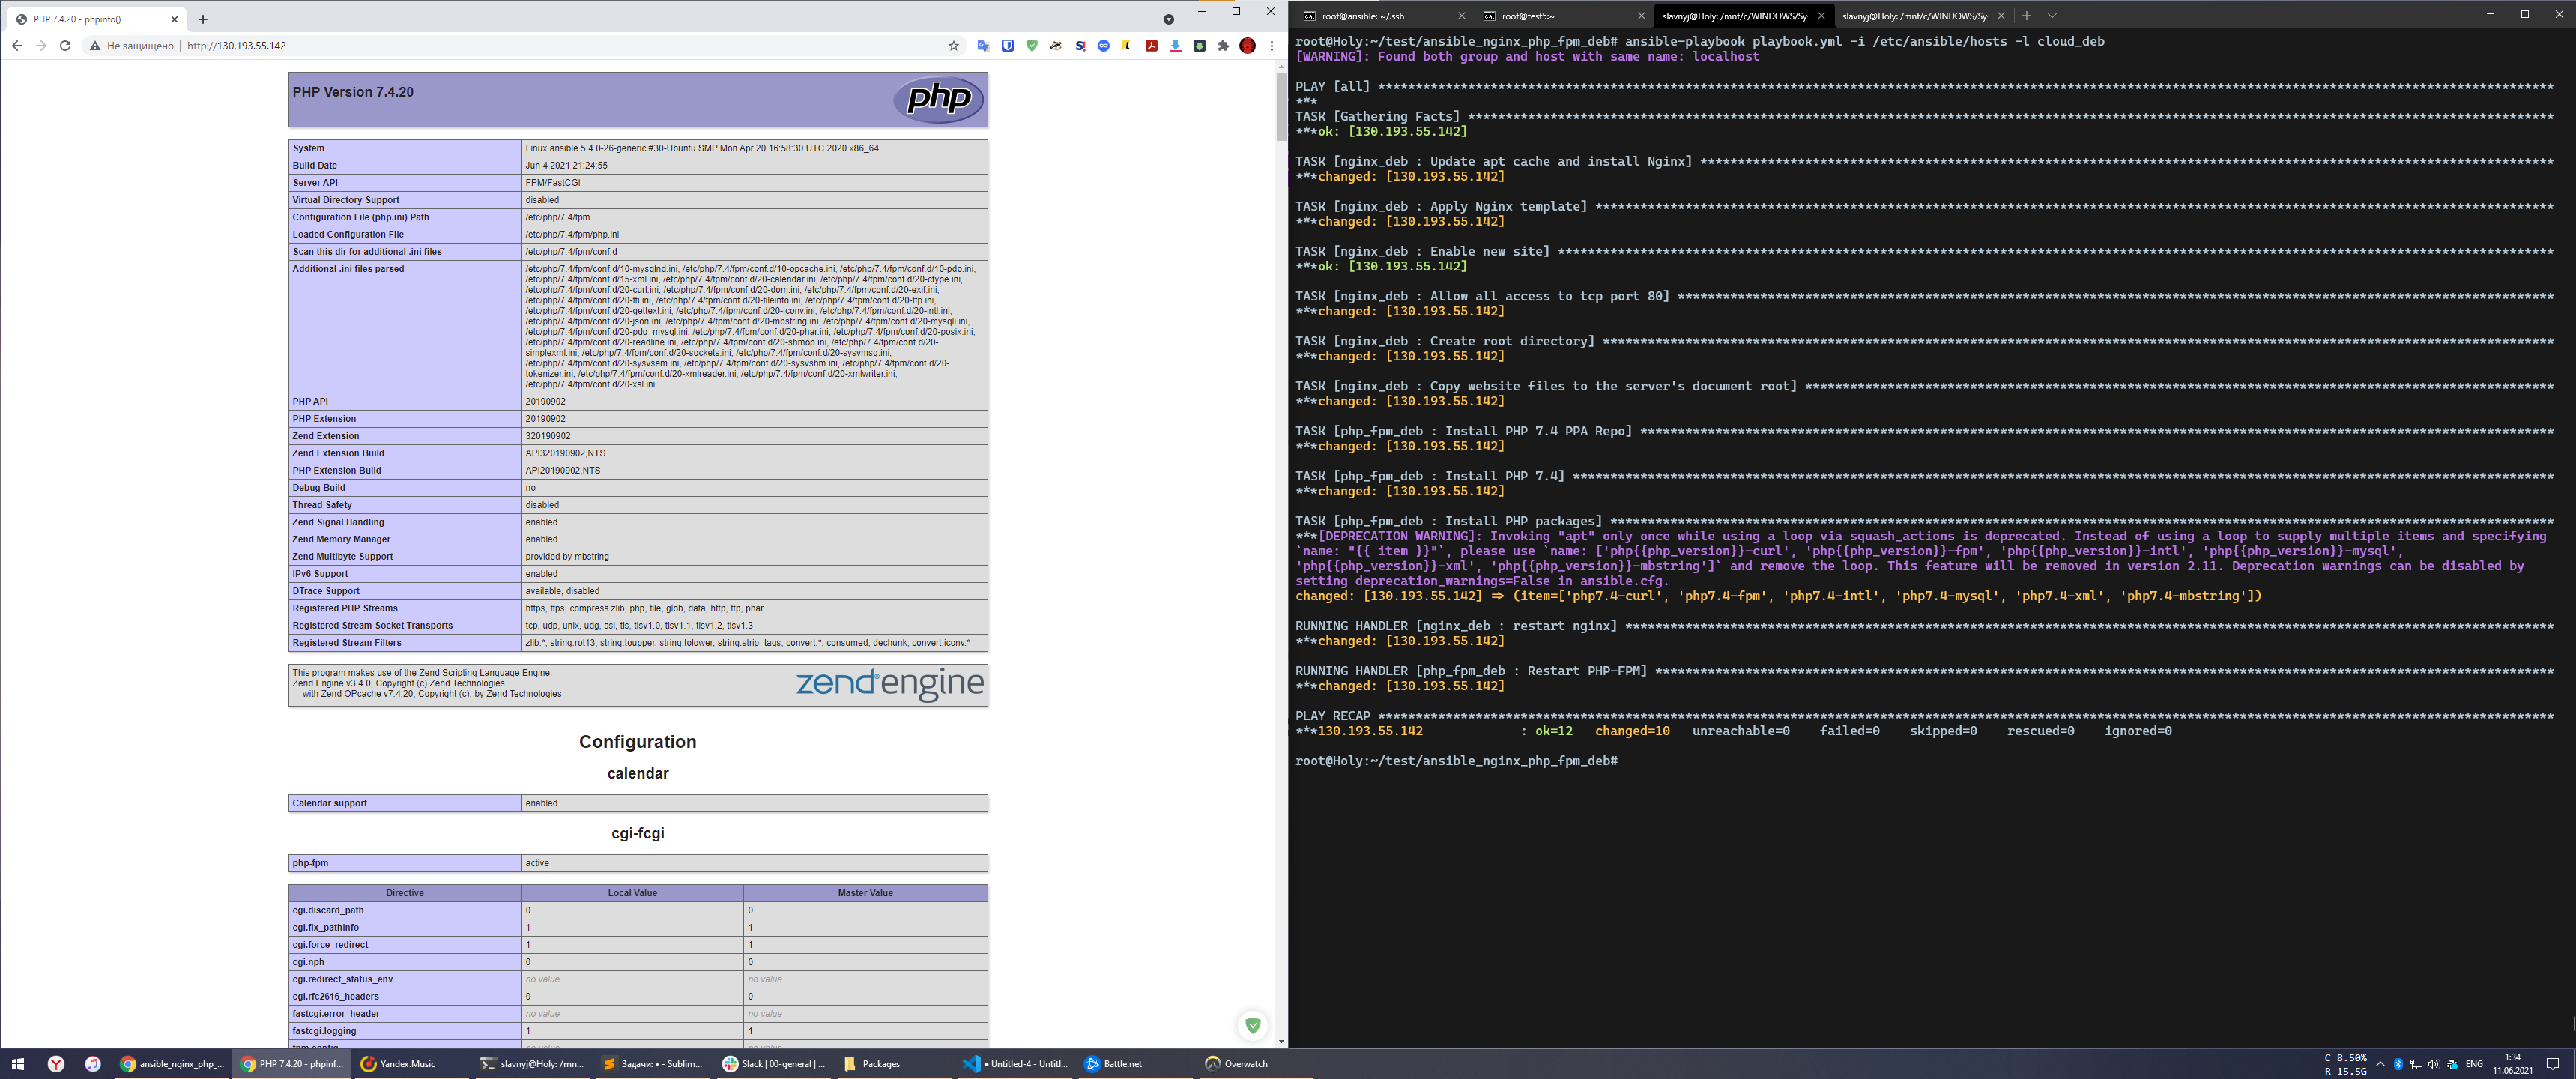 PHP 7.4.20 - phpinfo()
Не защищено
http://130.193.55.142
PHP Version 7.4.20
php
System Linux ansible 5.4.0-26-generic #30-Ubuntu SMP Mon Apr 20 16:58:30 UTC 2020 x86_64
Build Date Jun 4 2021 21:24:55
Server API FPM/FastCGI
Virtual Directory Support disabled
Configuration File (php.ini) Path /etc/php/7.4/fpm
Loaded Configuration File /etc/php/7.4/fpm/php.ini
Scan this dir for additional .ini files /etc/php/7.4/fpm/conf.d
Additional .ini files parsed /etc/php/7.4/fpm/conf.d/10-mysqlnd.ini, /etc/php/7.4/fpm/conf.d/10-opcache.ini, /etc/php/7.4/fpm/conf.d/10-pdo.ini,
/etc/php/7.4/fpm/conf.d/15-xml.ini, /etc/php/7.4/fpm/conf.d/20-calendar.ini, /etc/php/7.4/fpm/conf.d/20-ctype.ini,
/etc/php/7.4/fpm/conf.d/20-curl.ini, /etc/php/7.4/fpm/conf.d/20-dom.ini, /etc/php/7.4/fpm/conf.d/20-exif.ini,
/etc/php/7.4/fpm/conf.d/20-ffi.ini, /etc/php/7.4/fpm/conf.d/20-fileinfo.ini, /etc/php/7.4/fpm/conf.d/20-ftp.ini,
/etc/php/7.4/fpm/conf.d/20-gettext.ini, /etc/php/7.4/fpm/conf.d/20-iconv.ini, /etc/php/7.4/fpm/conf.d/20-intl.ini,
/etc/php/7.4/fpm/conf.d/20-json.ini, /etc/php/7.4/fpm/conf.d/20-mbstring.ini, /etc/php/7.4/fpm/conf.d/20-mysqli.ini,
/etc/php/7.4/fpm/conf.d/20-pdo_mysql.ini, /etc/php/7.4/fpm/conf.d/20-phar.ini, /etc/php/7.4/fpm/conf.d/20-posix.ini,
/etc/php/7.4/fpm/conf.d/20-readline.ini, /etc/php/7.4/fpm/conf.d/20-shmop.ini, /etc/php/7.4/fpm/conf.d/20-
simplexml.ini, /etc/php/7.4/fpm/conf.d/20-sockets.ini, /etc/php/7.4/fpm/conf.d/20-sysvmsg.ini,
/etc/php/7.4/fpm/conf.d/20-sysvsem.ini, /etc/php/7.4/fpm/conf.d/20-sysvshm.ini, /etc/php/7.4/fpm/conf.d/20-
tokenizer.ini, /etc/php/7.4/fpm/conf.d/20-xmlreader.ini, /etc/php/7.4/fpm/conf.d/20-xmlwriter.ini,
/etc/php/7.4/fpm/conf.d/20-xsl.ini
PHP API 20190902
PHP Extension 20190902
Zend Extension 320190902
Zend Extension Build API320190902,NTS
PHP Extension Build API20190902,NTS
Debug Build no
Thread Safety disabled
Zend Signal Handling enabled
Zend Memory Manager enabled
Zend Multibyte Support provided by mbstring
IPv6 Support enabled
DTrace Support available, disabled
Registered PHP Streams https, ftps, compress.zlib, php, file, glob, data, http, ftp, phar
Registered Stream Socket Transports tcp, udp, unix, udg, ssl, tls, tlsv1.0, tlsv1.1, tlsv1.2, tlsv1.3
Registered Stream Filters zlib.*, string.rot13, string.toupper, string.tolower, string.strip_tags, convert.*, consumed, dechunk, convert.iconv.*
This program makes use of the Zend Scripting Language Engine:
Zend Engine v3.4.0, Copyright (c) Zend Technologies
with Zend OPcache v7.4.20, Copyright (c), by Zend Technologies
zend engine
Configuration
calendar
Calendar support enabled
cgi-fcgi
php-fpm active
Directive Local Value Master Value
cgi.discard_path 0 0
cgi.fix_pathinfo 1 1
cgi.force_redirect 1 1
cgi.nph 0 0
cgi.redirect_status_env no value no value
cgi.rfc2616_headers 0 0
fastcgi.error_header no value no value
fastcgi.logging 1 1
root@ansible: ~/.ssh
root@test5:~
slavnyj@Holy: /mnt/c/WINDOWS/Sy
slavnyj@Holy: /mnt/c/WINDOWS/Sy
root@Holy:~/test/ansible_nginx_php_fpm_deb# ansible-playbook playbook.yml -i /etc/ansible/hosts -l cloud_deb
[WARNING]: Found both group and host with same name: localhost
PLAY [all] ****
***
TASK [Gathering Facts] ****
***ok: [130.193.55.142]
TASK [nginx_deb : Update apt cache and install Nginx] ****
***changed: [130.193.55.142]
TASK [nginx_deb : Apply Nginx template] ****
***changed: [130.193.55.142]
TASK [nginx_deb : Enable new site] ****
***ok: [130.193.55.142]
TASK [nginx_deb : Allow all access to tcp port 80] ****
***changed: [130.193.55.142]
TASK [nginx_deb : Create root directory] ****
***changed: [130.193.55.142]
TASK [nginx_deb : Copy website files to the server's document root] ****
***changed: [130.193.55.142]
TASK [php_fpm_deb : Install PHP 7.4 PPA Repo] ****
***changed: [130.193.55.142]
TASK [php_fpm_deb : Install PHP 7.4] ****
***changed: [130.193.55.142]
TASK [php_fpm_deb : Install PHP packages] ****
***[DEPRECATION WARNING]: Invoking "apt" only once while using a loop via squash_actions is deprecated. Instead of using a loop to supply multiple items and specifying
`name: "{{ item }}"`, please use `name: ['php{{php_version}}-curl', 'php{{php_version}}-fpm', 'php{{php_version}}-intl', 'php{{php_version}}-mysql',
'php{{php_version}}-xml', 'php{{php_version}}-mbstring']` and remove the loop. This feature will be removed in version 2.11. Deprecation warnings can be disabled by
setting deprecation_warnings=False in ansible.cfg.
changed: [130.193.55.142] => (item=['php7.4-curl', 'php7.4-fpm', 'php7.4-intl', 'php7.4-mysql', 'php7.4-xml', 'php7.4-mbstring'])
RUNNING HANDLER [nginx_deb : restart nginx] ****
***changed: [130.193.55.142]
RUNNING HANDLER [php_fpm_deb : Restart PHP-FPM] ****
***changed: [130.193.55.142]
PLAY RECAP ****
***130.193.55.142 : ok=12 changed=10 unreachable=0 failed=0 skipped=0 rescued=0 ignored=0
root@Holy:~/test/ansible_nginx_php_fpm_deb#
ansible_nginx_php_...
PHP 7.4.20 - phpinf...
Yandex.Music
slavnyj@Holy: /mn...
Задачи: • - Sublim...
Slack | 00-general | ...
Packages
● Untitled-4 - Untitl...
Battle.net
Overwatch
C 8.50%
R 15.5G
ENG
1:34
11.06.2021